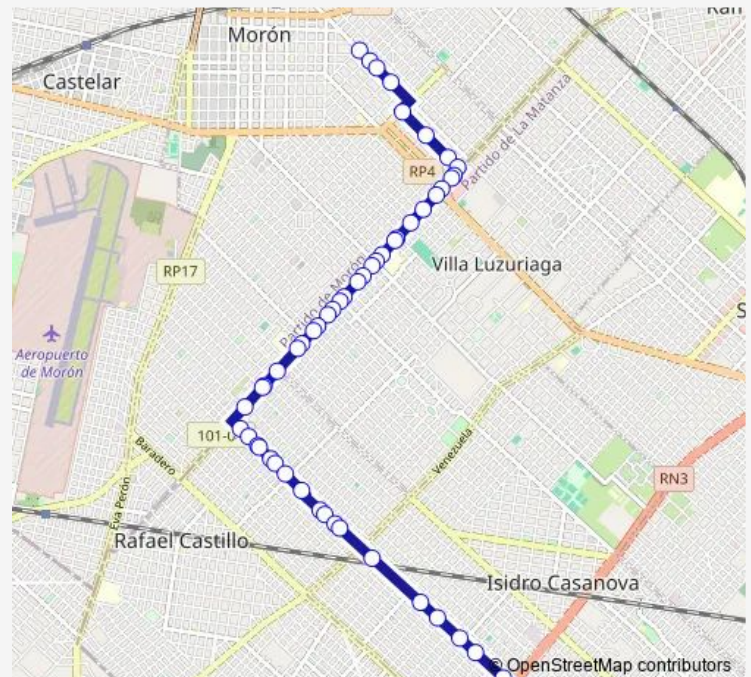 Morón
Castelar
Partido de La Matanza
RP4
Villa Luzuriaga
RP17
Partido de Morón
Aeropuerto
de Morón
101-0
Baradero
Venezuela
RN3
Eva Perón
Rafael Castillo
Isidro Casanova
OpenStreetMap contributors